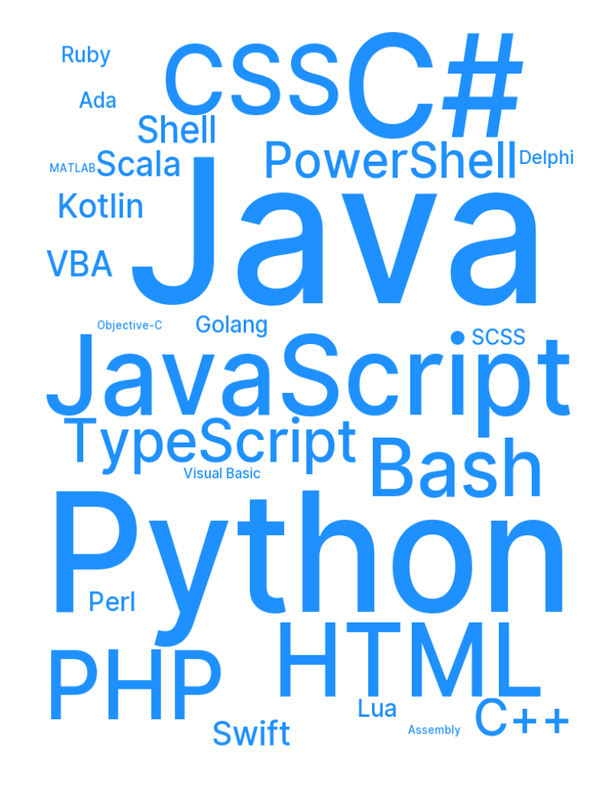 Ruby
CSS
C#
Ada
Shell
PowerShell
Delphi
MATLAB
Scala
Java
Kotlin
VBA
Objective-C
Golang
SCSS
JavaScript
TypeScript
Bash
Visual Basic
Python
Perl
HTML
PHP
Lua
C++
Assembly
Swift